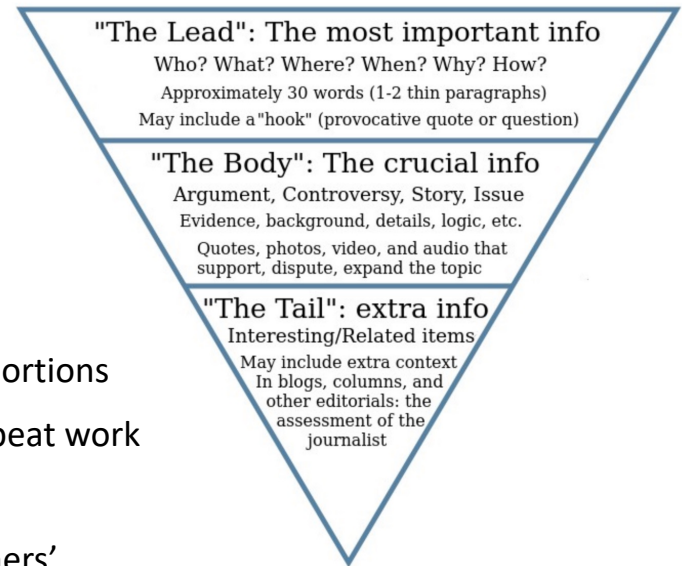 "The Lead": The most important info
Who? What? Where? When? Why? How?
Approximately 30 words (1-2 thin paragraphs)
May include a "hook" (provocative quote or question)
"The Body": The crucial info
Argument, Controversy, Story, Issue
Evidence, background, details, logic, etc.
Quotes, photos, video, and audio that
support, dispute, expand the topic
"The Tail": extra info
Interesting/Related items
May include extra context
In blogs, columns, and
other editorials: the
assessment of the
journalist
ortions
peat work
ners’